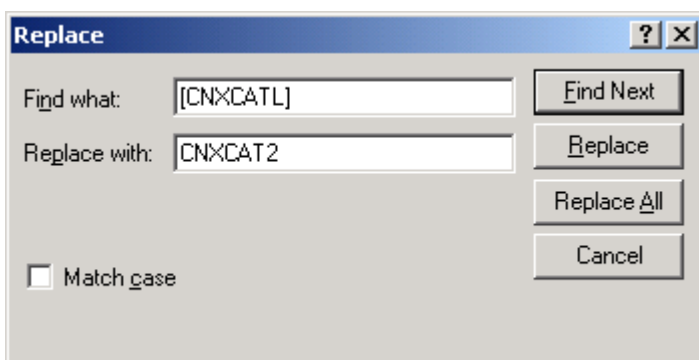 Replace
Find what: [CNXCATL] Find Next
Replace with: CNXCAT2 Replace
Replace All
Match case Cancel